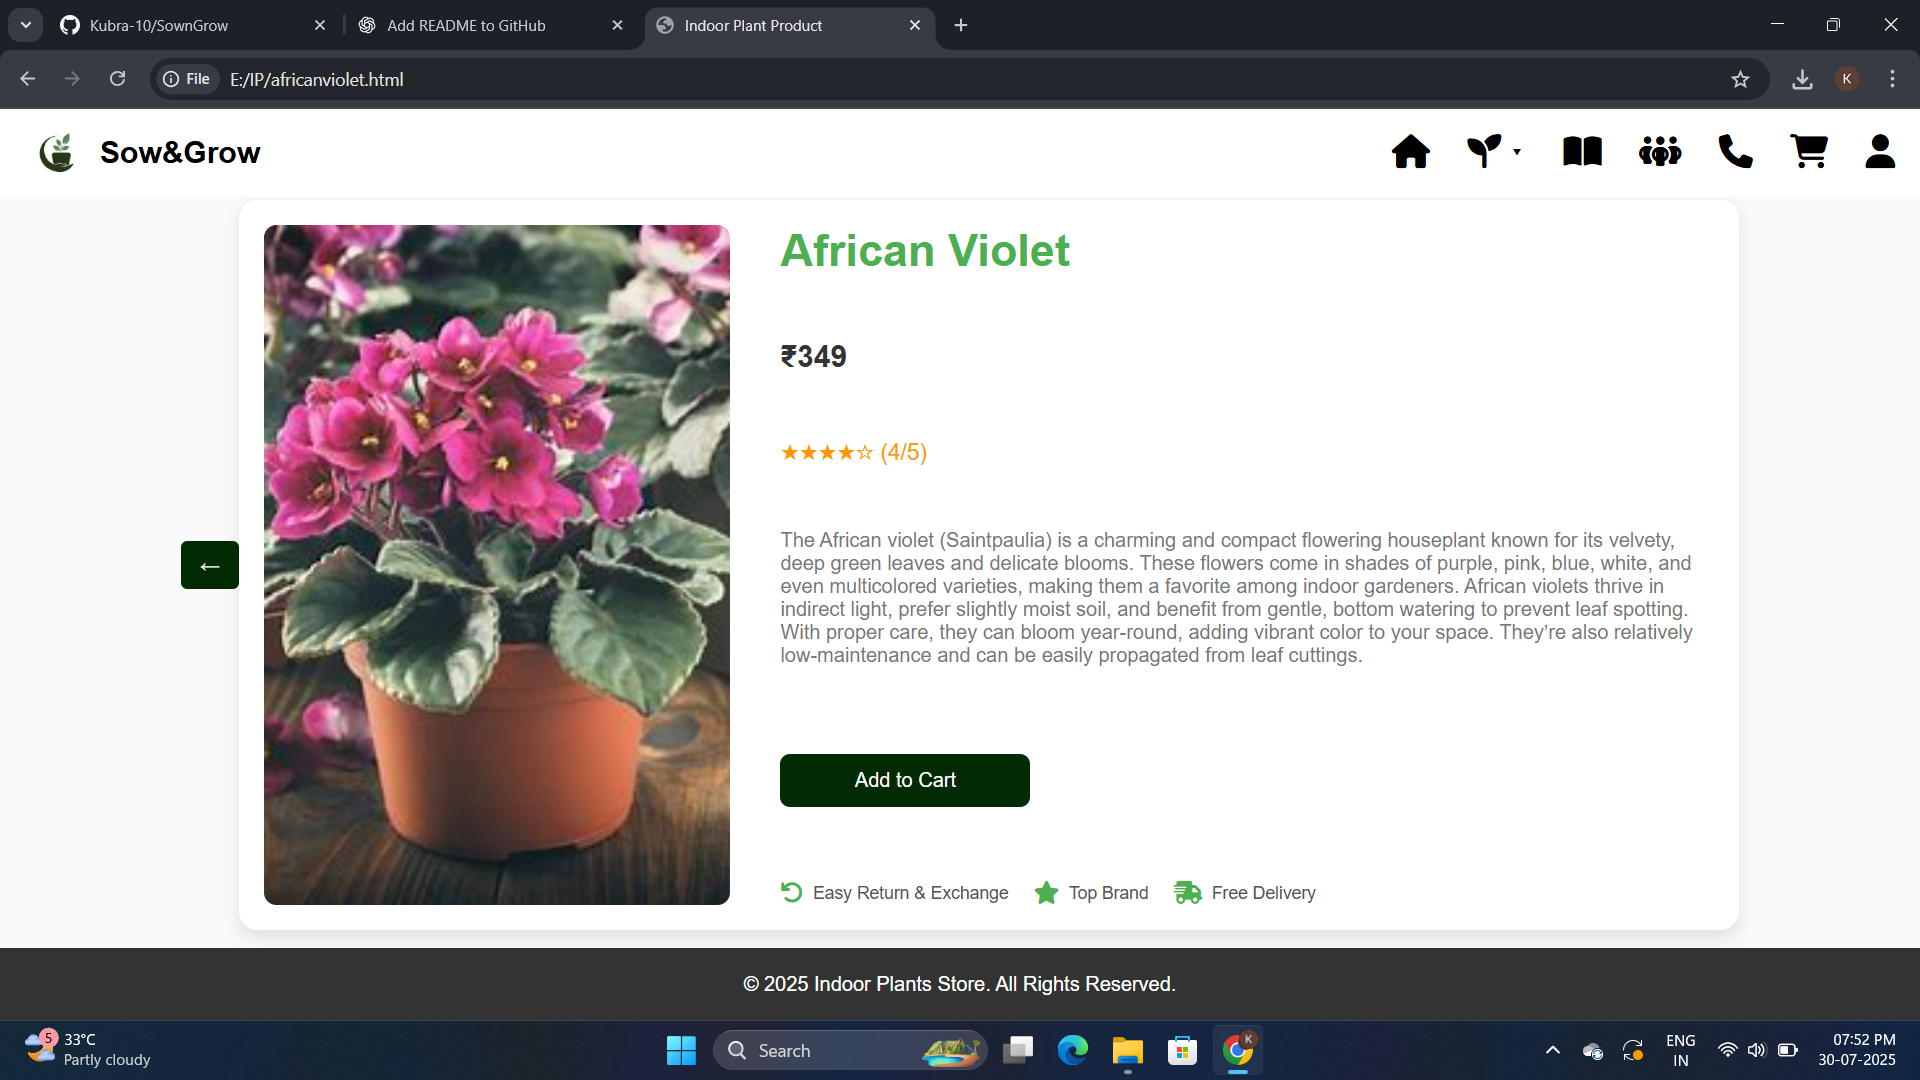 Kubra-10/SownGrow
Add README to GitHub
Indoor Plant Product
File
E:/IP/africanviolet.html
K
Sow&Grow
African Violet
₹349
★★★★☆ (4/5)
The African violet (Saintpaulia) is a charming and compact flowering houseplant known for its velvety,
deep green leaves and delicate blooms. These flowers come in shades of purple, pink, blue, white, and
even multicolored varieties, making them a favorite among indoor gardeners. African violets thrive in
indirect light, prefer slightly moist soil, and benefit from gentle, bottom watering to prevent leaf spotting.
With proper care, they can bloom year-round, adding vibrant color to your space. They’re also relatively
low-maintenance and can be easily propagated from leaf cuttings.
←
Add to Cart
Easy Return & Exchange
Top Brand
Free Delivery
© 2025 Indoor Plants Store. All Rights Reserved.
5
33°C
Partly cloudy
Search
K
ENG
IN
07:52 PM
30-07-2025